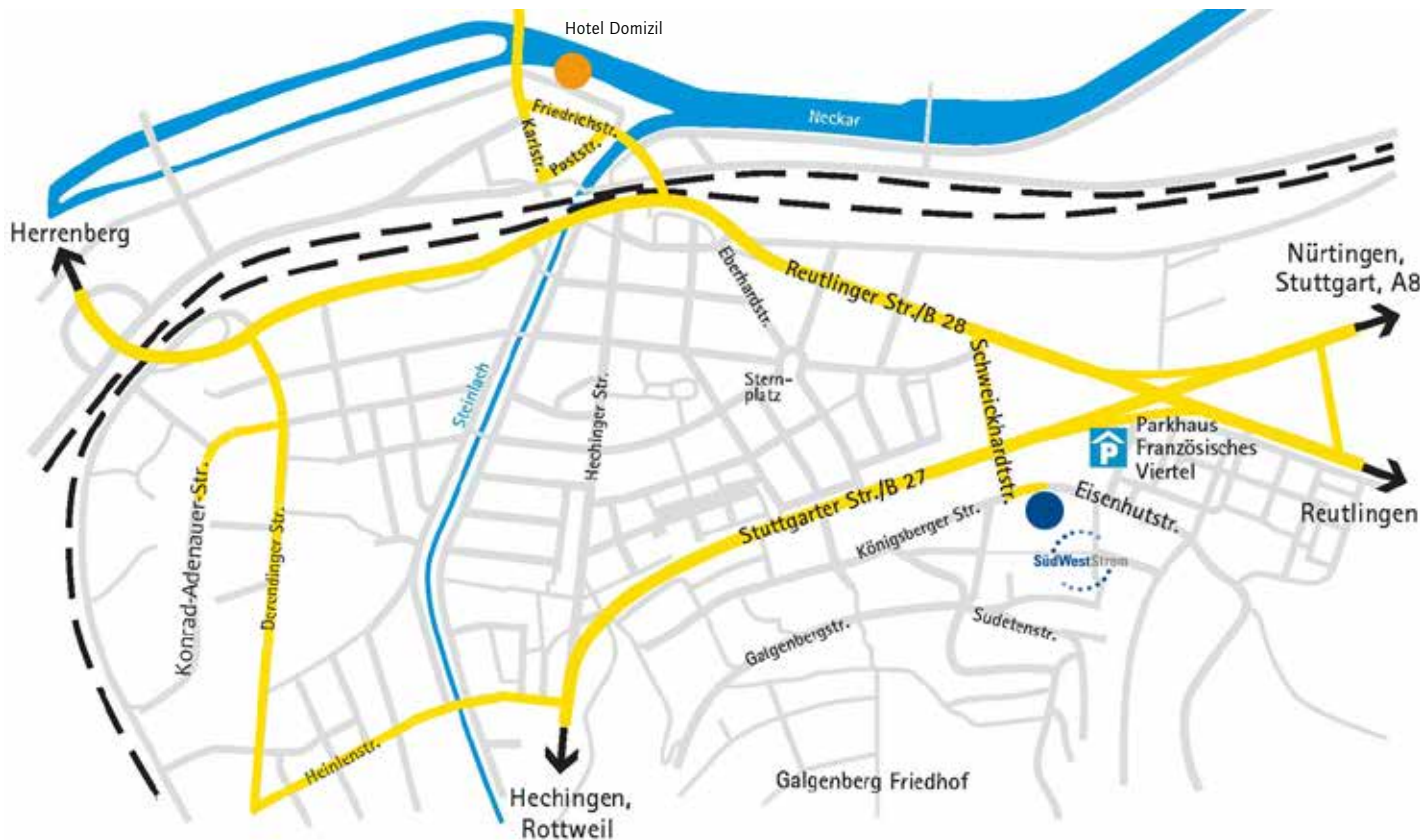 Hotel Domizil
Friedrichstr.
Karlstr.
Poststr.
Neckar
Herrenberg
Nürtingen,
Stuttgart, A8
Eberhardstr.
Reutlinger Str./B 28
Steinlach
Hechinger Str.
Stern-
platz
Schweickhardtstr.
P
Parkhaus
Französisches
Viertel
Konrad-Adenauer-Str.
Derendinger Str.
Stuttgarter Str./B 27
Königsberger Str.
Eisenhutstr.
Reutlingen
SüdWestStrom
Galgenbergstr.
Sudetenstr.
Heinlenstr.
Galgenberg Friedhof
Hechingen,
Rottweil